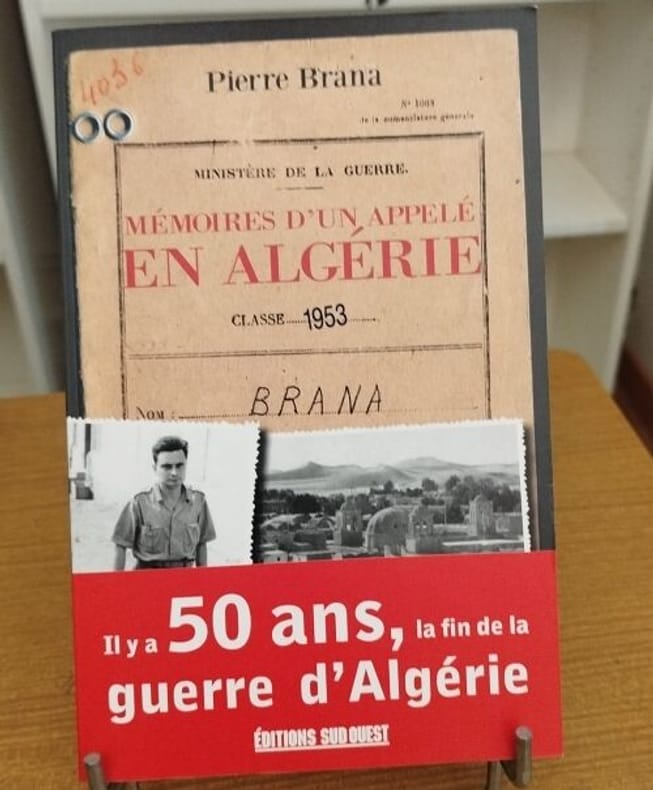 4036
Pierre Brana
N° 1003
de la nomenclature générale
MINISTÈRE DE LA GUERRE.
MÉMOIRES D'UN APPELÉ
EN ALGÉRIE
CLASSE 1953
NOM : BRANA
Il y a 50 ans, la fin de la
guerre d'Algérie
ÉDITIONS SUD OUEST